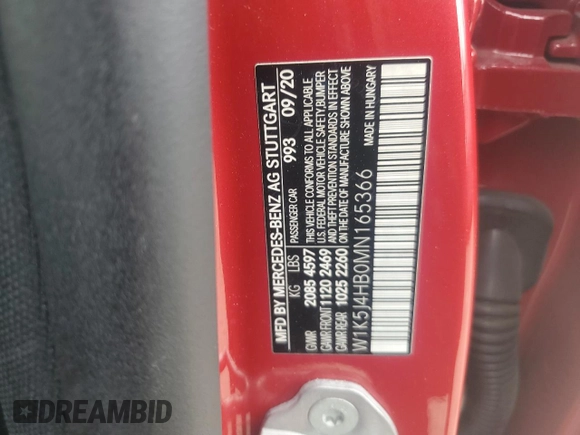 MFD BY MERCEDES-BENZ AG STUTTGART
PASSENGER CAR 993 09/20
KG LBS
GVWR 2085 4597
GAWR FRONT 1120 2469
GAWR REAR 1025 2260
THIS VEHICLE CONFORMS TO ALL APPLICABLE
U.S. FEDERAL MOTOR VEHICLE SAFETY,BUMPER
AND THEFT PREVENTION STANDARDS IN EFFECT
ON THE DATE OF MANUFACTURE SHOWN ABOVE
MADE IN HUNGARY
W1K5J4HB0MN165366
DREAMBID